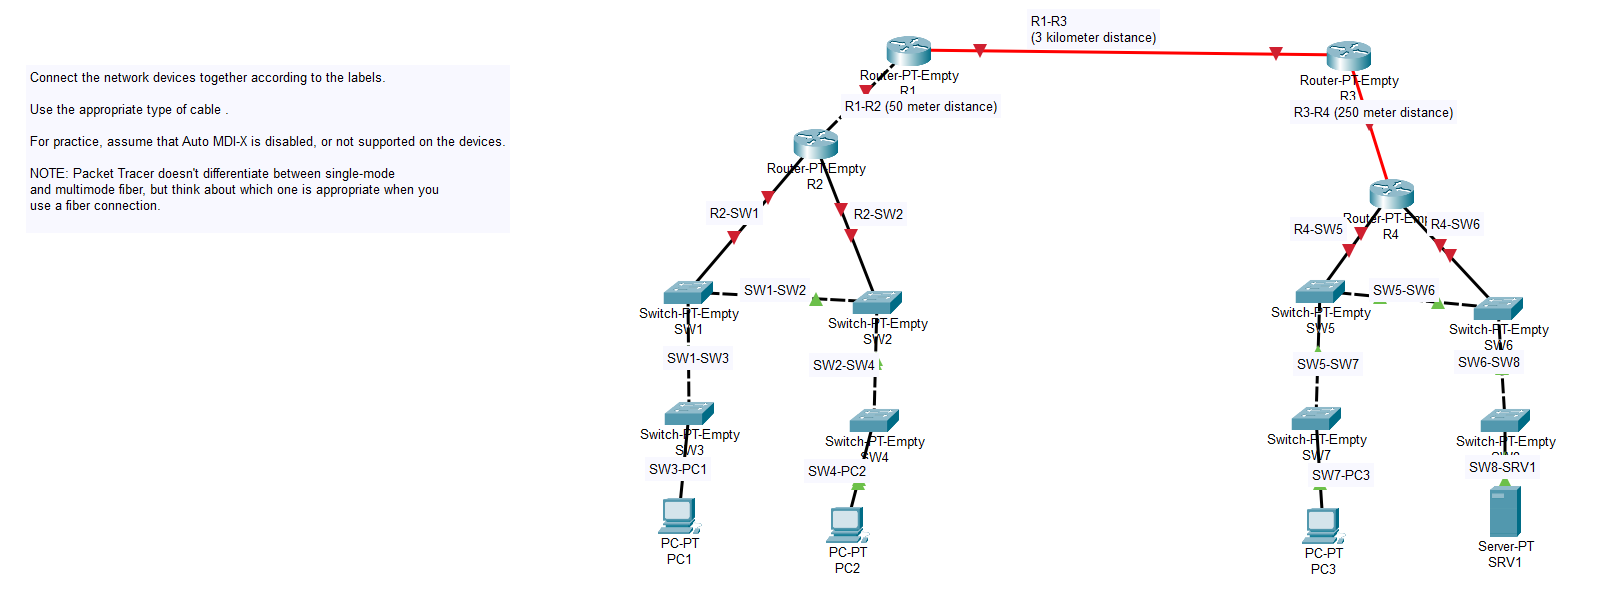 Connect the network devices together according to the labels.
Use the appropriate type of cable .
For practice, assume that Auto MDI-X is disabled, or not supported on the devices.
NOTE: Packet Tracer doesn't differentiate between single-mode
and multimode fiber, but think about which one is appropriate when you
use a fiber connection.
R1-R3
(3 kilometer distance)
Router-PT-Empty
R1
Router-PT-Empty
R3
R1-R2 (50 meter distance)
R3-R4 (250 meter distance)
Router-PT-Empty
R2
R2-SW1
R2-SW2
Router-PT-Em
R4
R4-SW5
R4-SW6
SW1-SW2
SW5-SW6
Switch-PT-Empty
SW1
Switch-PT-Empty
SW2
Switch-PT-Empty
SW5
Switch-PT-Empty
SW6
SW1-SW3
SW2-SW4
SW5-SW7
SW6-SW8
Switch-PT-Empty
SW3
Switch-PT-Empty
SW4
Switch-PT-Empty
SW7
Switch-PT-Empty
SW3-PC1
SW4-PC2
SW7-PC3
SW8-SRV1
PC-PT
PC1
PC-PT
PC2
PC-PT
PC3
Server-PT
SRV1